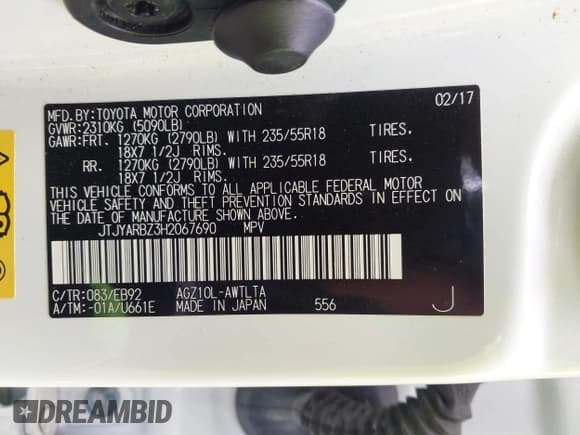 MFD.BY:TOYOTA MOTOR CORPORATION 02/17
GVWR:2310KG (5090LB)
GAWR:FRT. 1270KG (2790LB) WITH 235/55R18 TIRES,
18X7 1/2J RIMS.
RR. 1270KG (2790LB) WITH 235/55R18 TIRES,
18X7 1/2J RIMS.
THIS VEHICLE CONFORMS TO ALL APPLICABLE FEDERAL MOTOR
VEHICLE SAFETY AND THEFT PREVENTION STANDARDS IN EFFECT ON
THE DATE OF MANUFACTURE SHOWN ABOVE.
JTJYARBZ3H2067690 MPV
C/TR:083/EB92 AGZ10L-AWTLTA
A/TM:-01A/U661E MADE IN JAPAN 556 J
DREAMBID